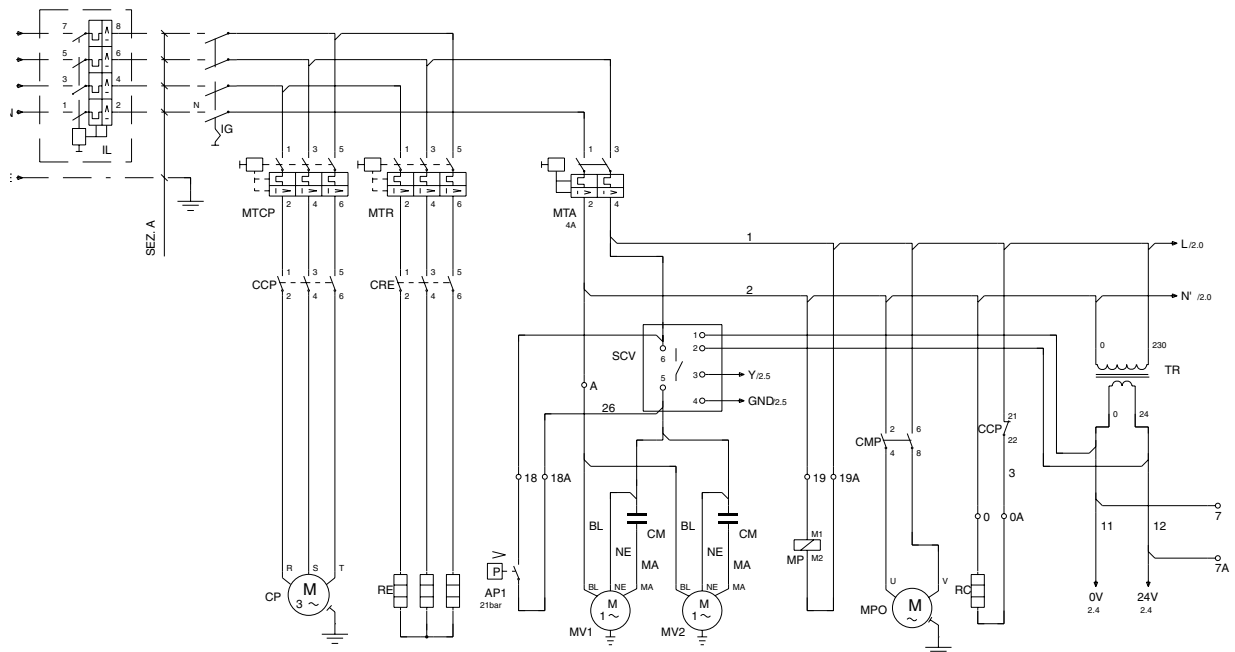 7 8
5 6
3 4
1 2 N
IL
IG
SEZ. A
1 3 5
2 4 6
MTCP
1 3 5
2 4 6
MTR
1 3
2 4
MTA
4A
1
L/2.0
2
N' /2.0
1 3 5
CCP
2 4 6
1 3 5
CRE
2 4 6
SCV
6
5
1
2
3
4
Y/2.5
GND/2.5
0 230
TR
0 24
A
26
2 6
CMP
4 8
21
CCP
22
3
18 18A
19 19A
0 0A
BL CM
NE
MA
BL CM
NE
MA
11 12
7
7A
M1
MP
M2
R S T
CP
M
3 ~
RE
P
AP1
21bar
BL NE MA
M
1 ~
MV1
BL NE MA
M
1 ~
MV2
U V
M
~
MPO
RC
0V
2.4
24V
2.4